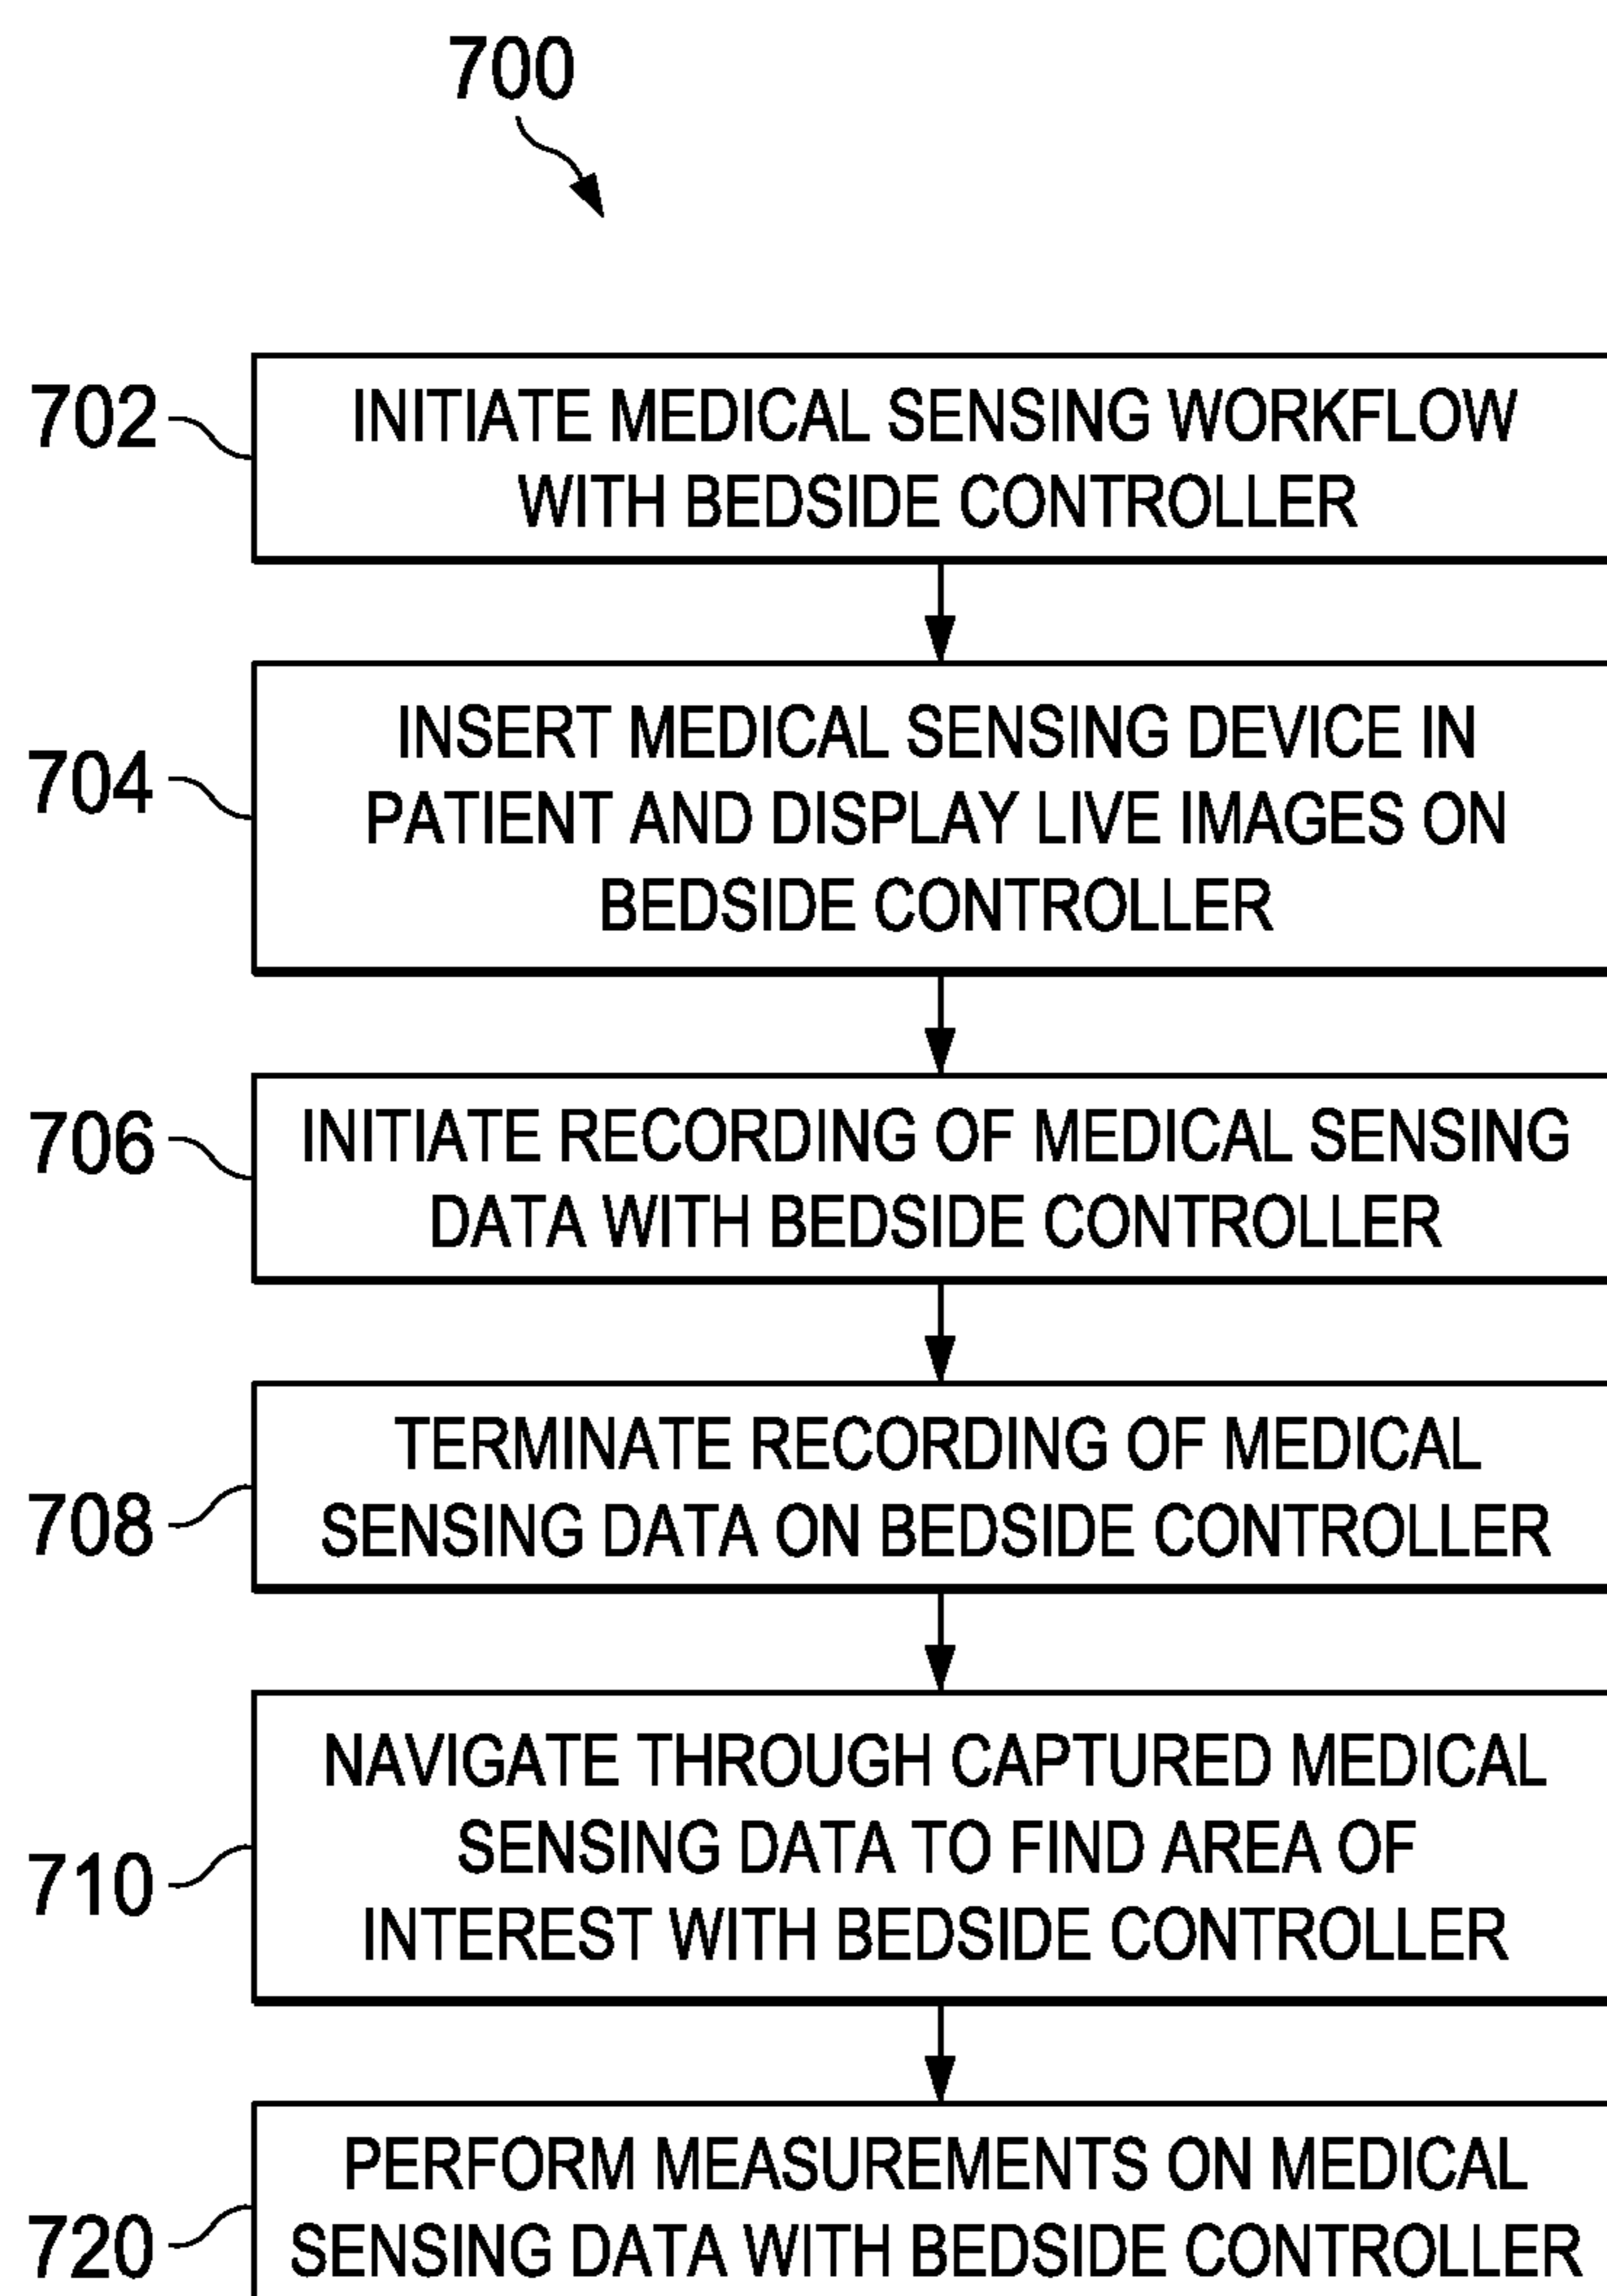 700
702
INITIATE MEDICAL SENSING WORKFLOW
WITH BEDSIDE CONTROLLER
704
INSERT MEDICAL SENSING DEVICE IN
PATIENT AND DISPLAY LIVE IMAGES ON
BEDSIDE CONTROLLER
706
INITIATE RECORDING OF MEDICAL SENSING
DATA WITH BEDSIDE CONTROLLER
708
TERMINATE RECORDING OF MEDICAL
SENSING DATA ON BEDSIDE CONTROLLER
710
NAVIGATE THROUGH CAPTURED MEDICAL
SENSING DATA TO FIND AREA OF
INTEREST WITH BEDSIDE CONTROLLER
720
PERFORM MEASUREMENTS ON MEDICAL
SENSING DATA WITH BEDSIDE CONTROLLER